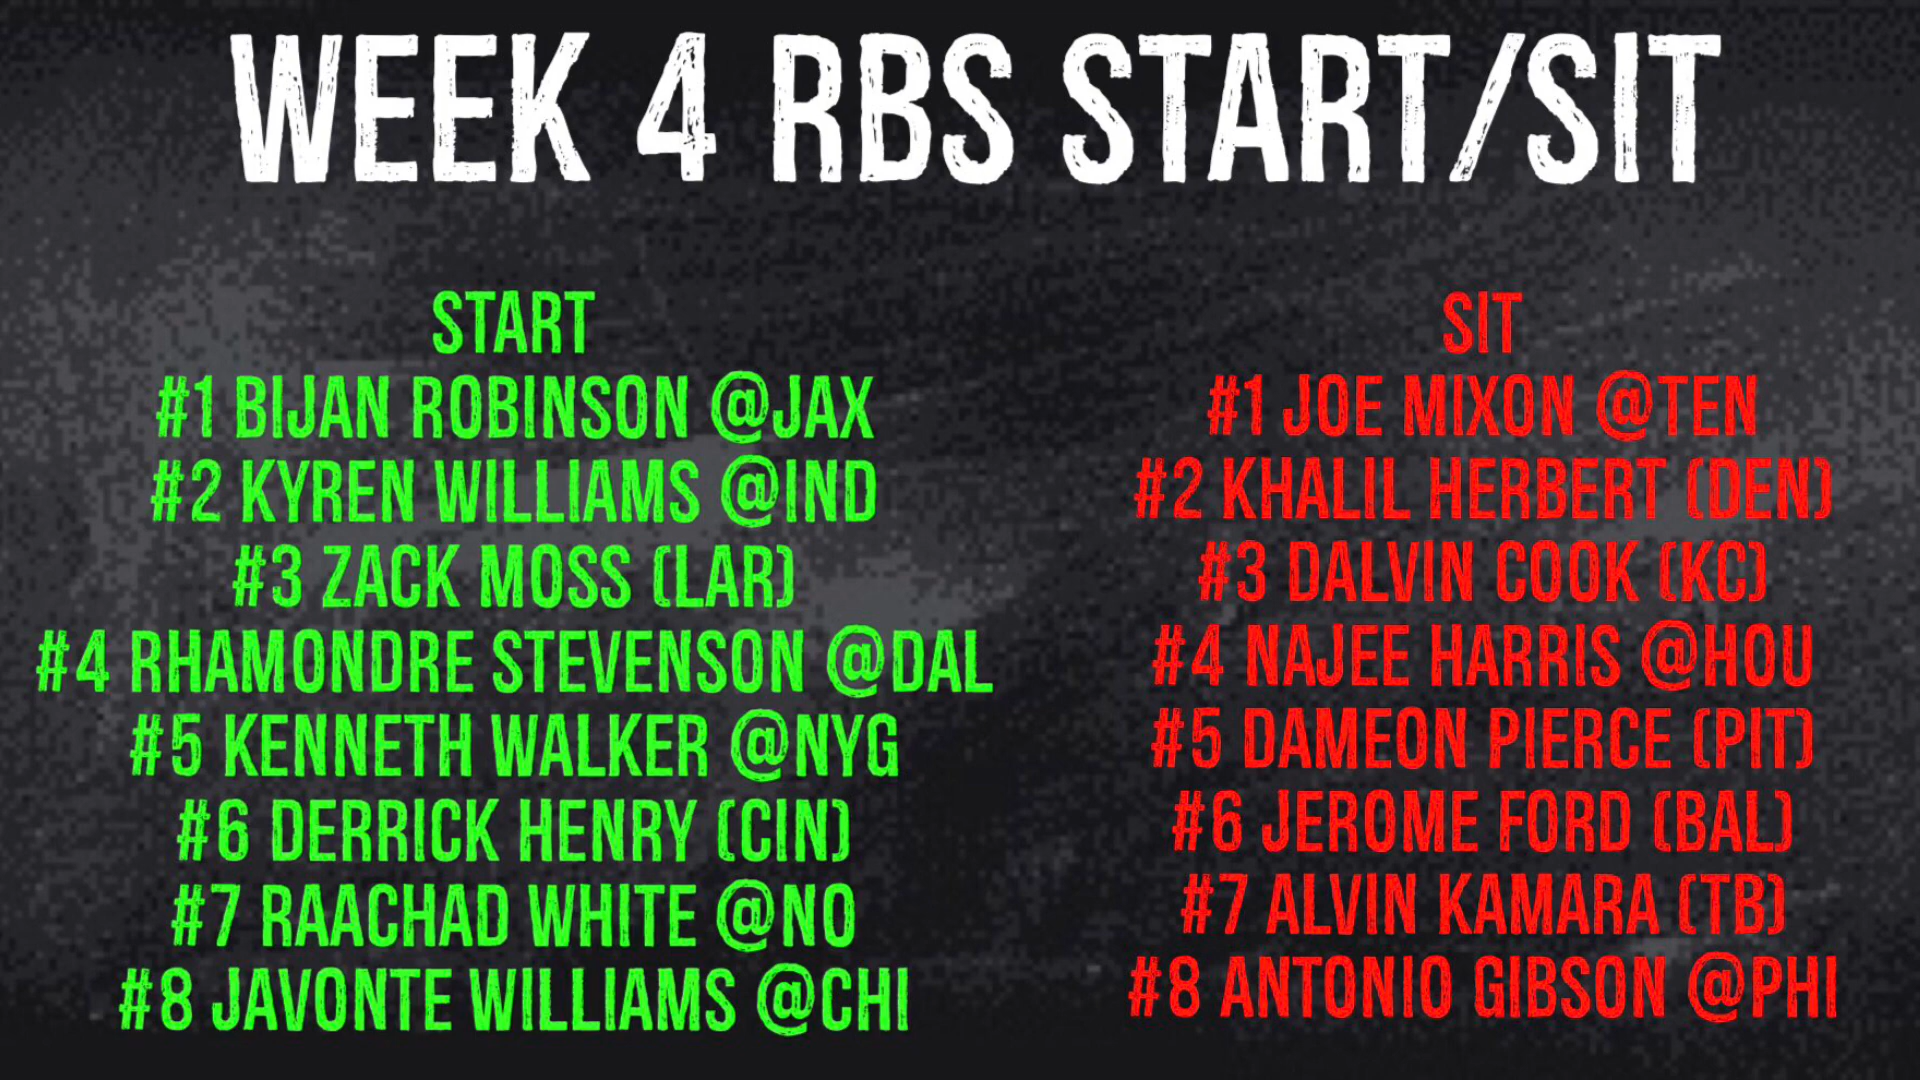 WEEK 4 RBS START/SIT
START
#1 BIJAN ROBINSON @JAX
#2 KYREN WILLIAMS @IND
#3 ZACK MOSS (LAR)
#4 RHAMONDRE STEVENSON @DAL
#5 KENNETH WALKER @NYG
#6 DERRICK HENRY (CIN)
#7 RAACHAD WHITE @NO
#8 JAVONTE WILLIAMS @CHI
SIT
#1 JOE MIXON @TEN
#2 KHALIL HERBERT (DEN)
#3 DALVIN COOK (KC)
#4 NAJEE HARRIS @HOU
#5 DAMEON PIERCE (PIT)
#6 JEROME FORD (BAL)
#7 ALVIN KAMARA (TB)
#8 ANTONIO GIBSON @PHI